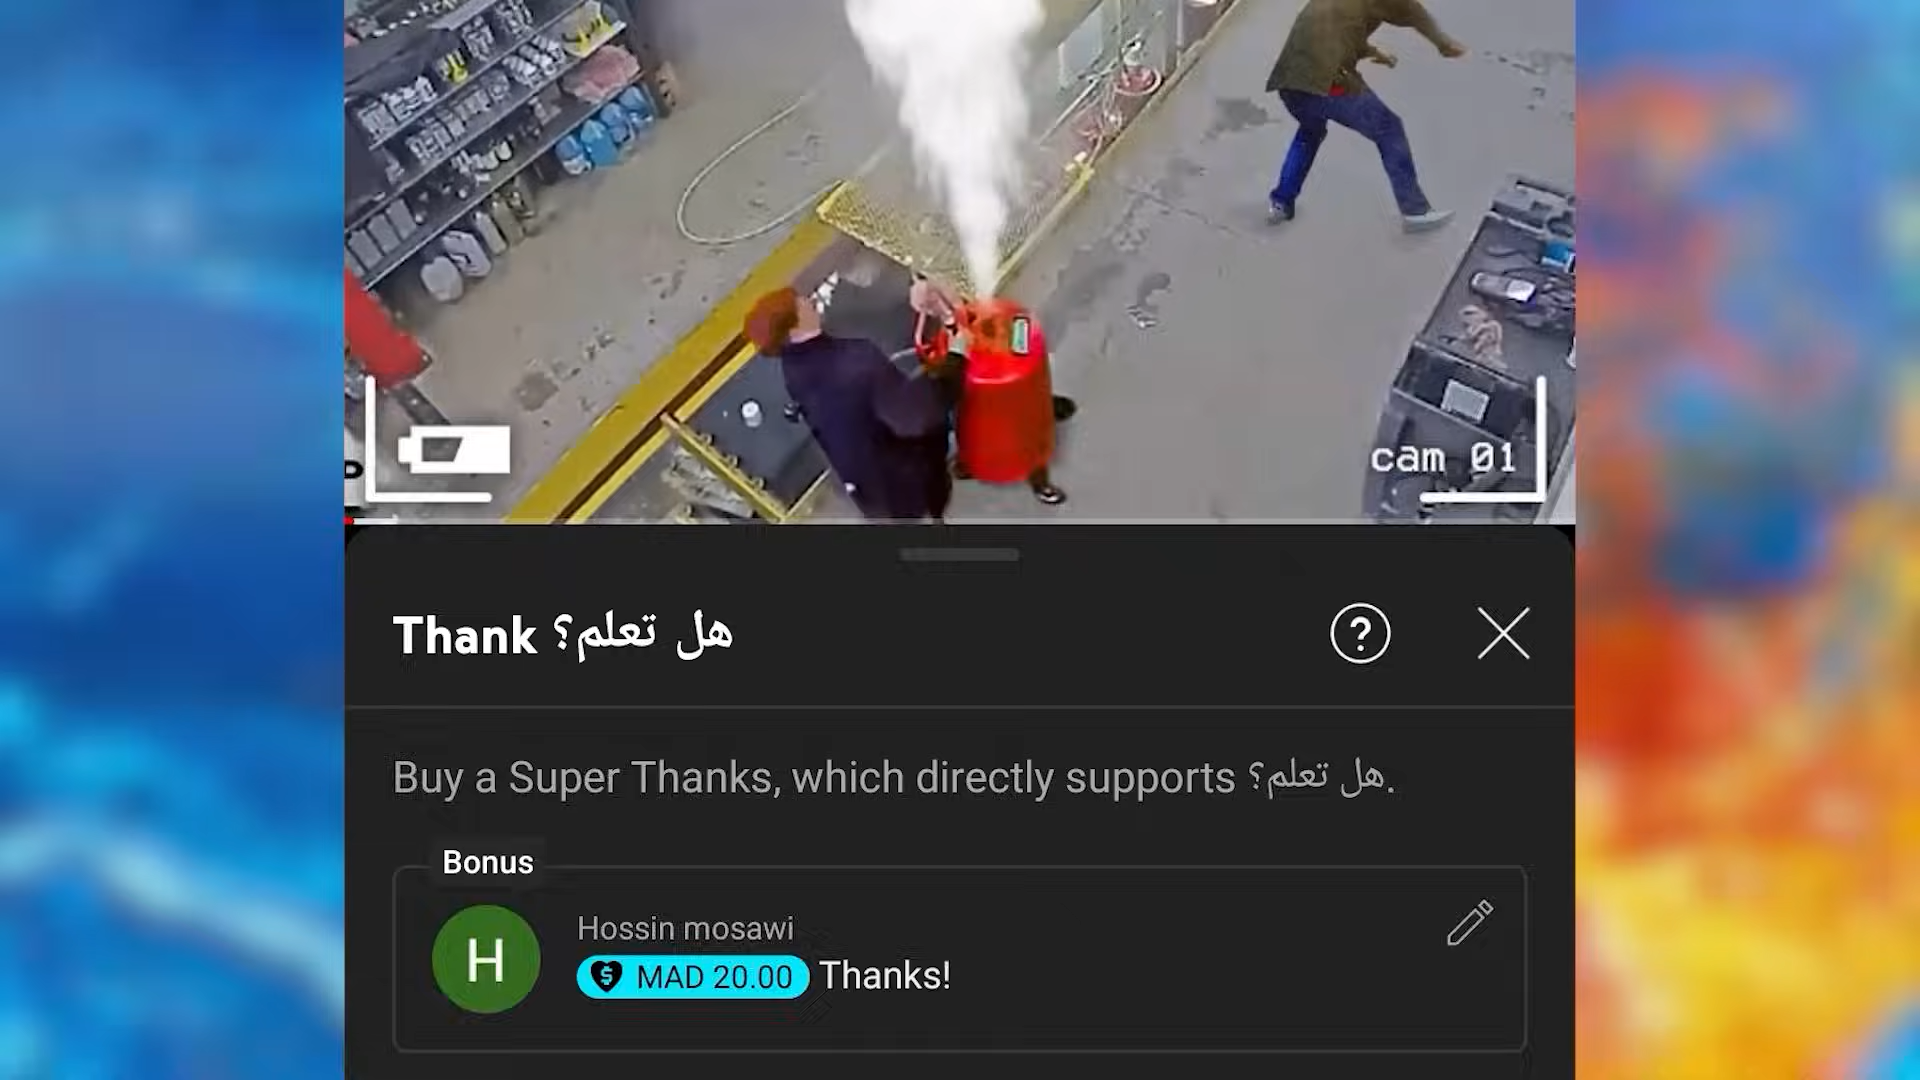 cam 01
Thank هل تعلم؟
Buy a Super Thanks, which directly supports هل تعلم؟.
Bonus
H
Hossin mosawi
MAD 20.00 Thanks!